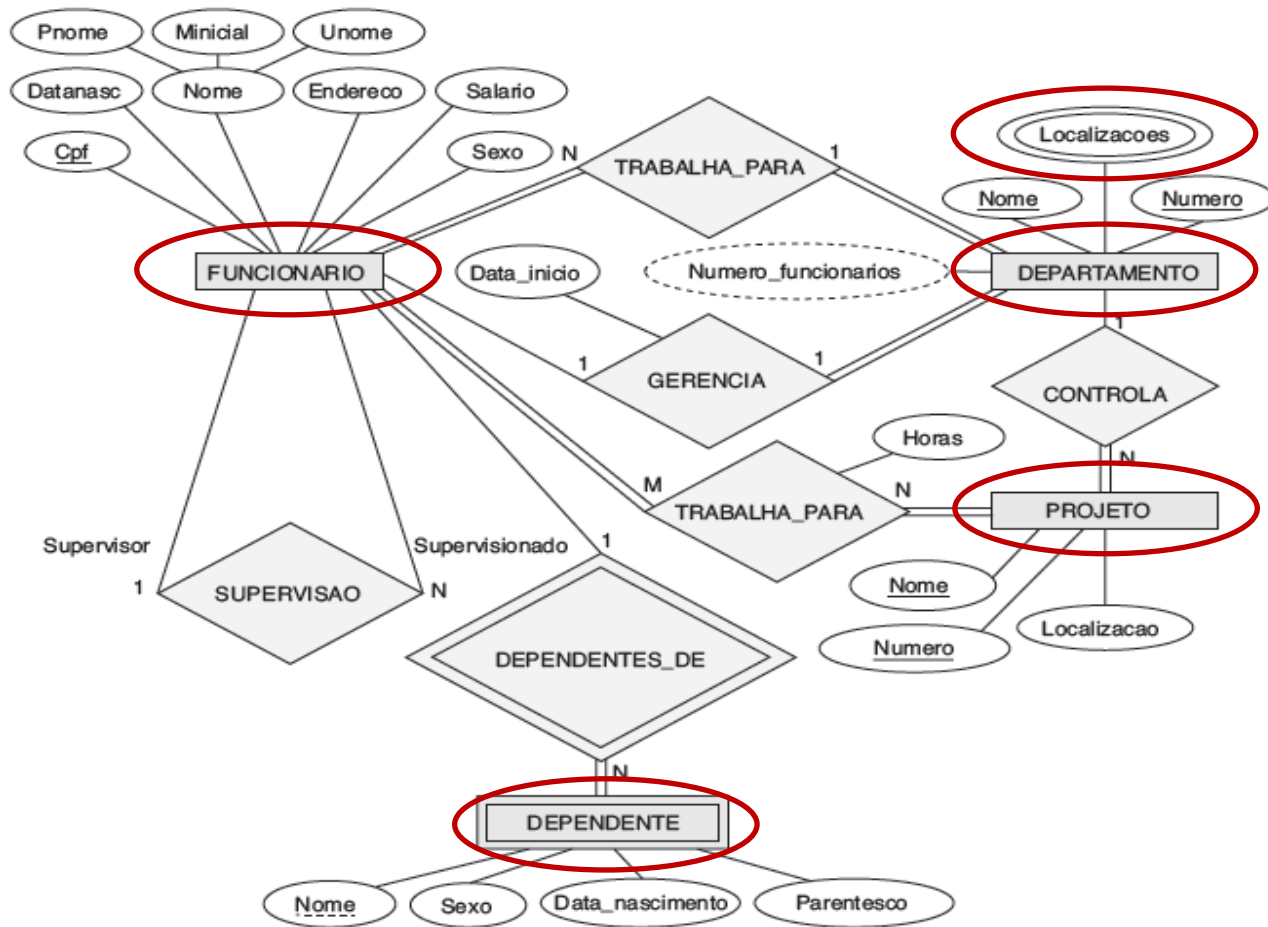 Pnome
Minicial
Unome
Datanasc
Nome
Endereco
Salario
Cpf
Sexo
N
TRABALHA_PARA
1
Localizacoes
Nome
Numero
FUNCIONARIO
Data_inicio
Numero_funcionarios
DEPARTAMENTO
1
GERENCIA
1
1
CONTROLA
N
Horas
M
TRABALHA_PARA
N
PROJETO
Nome
Numero
Localizacao
Supervisor
Supervisionado
1
SUPERVISAO
N
1
DEPENDENTES_DE
N
DEPENDENTE
Nome
Sexo
Data_nascimento
Parentesco